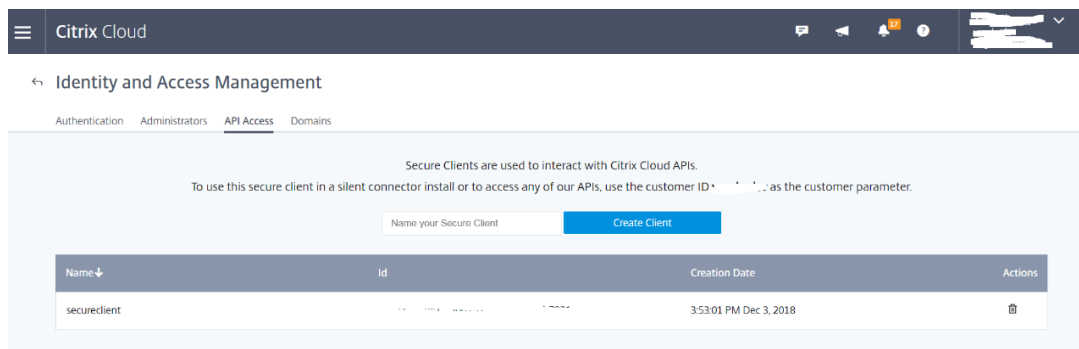 Citrix Cloud
17
Identity and Access Management
Authentication Administrators API Access Domains
Secure Clients are used to interact with Citrix Cloud APIs.
To use this secure client in a silent connector install or to access any of our APIs, use the customer ID as the customer parameter.
Name your Secure Client Create Client
Name Id Creation Date Actions
secureclient 3:53:01 PM Dec 3, 2018